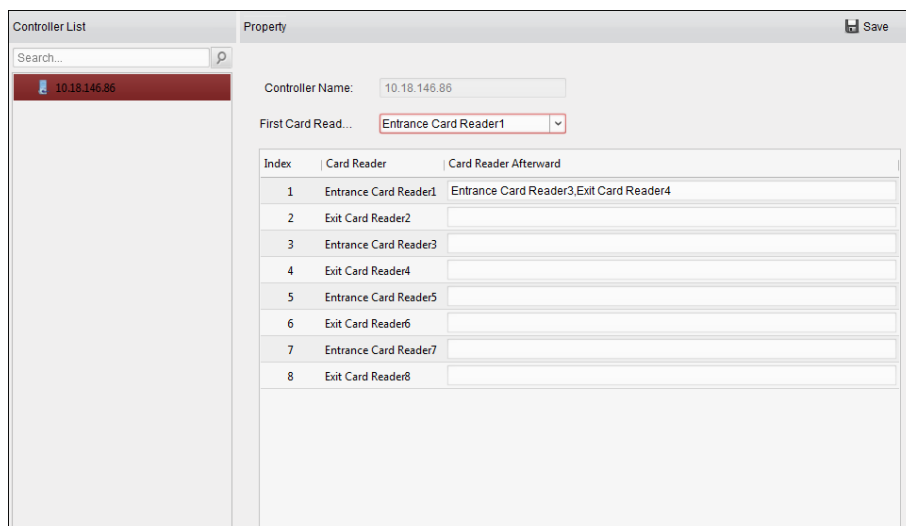 Controller List
Property
Save
Search...
10.18.146.86
Controller Name: 10.18.146.86
First Card Read... Entrance Card Reader1
Index Card Reader Card Reader Afterward
1 Entrance Card Reader1 Entrance Card Reader3,Exit Card Reader4
2 Exit Card Reader2
3 Entrance Card Reader3
4 Exit Card Reader4
5 Entrance Card Reader5
6 Exit Card Reader6
7 Entrance Card Reader7
8 Exit Card Reader8